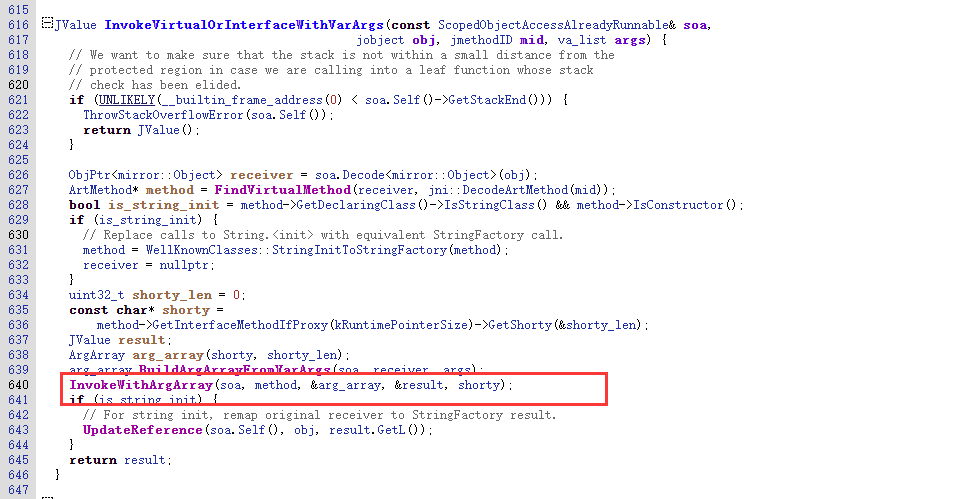 615
616 JValue InvokeVirtualOrInterfaceWithVarArgs(const ScopedObjectAccessAlreadyRunnable& soa,
617 jobject obj, jmethodID mid, va_list args) {
618 // We want to make sure that the stack is not within a small distance from the
619 // protected region in case we are calling into a leaf function whose stack
620 // check has been elided.
621 if (UNLIKELY(__builtin_frame_address(0) < soa.Self()->GetStackEnd())) {
622 ThrowStackOverflowError(soa.Self());
623 return JValue();
624 }
625
626 ObjPtr<mirror::Object> receiver = soa.Decode<mirror::Object>(obj);
627 ArtMethod* method = FindVirtualMethod(receiver, jni::DecodeArtMethod(mid));
628 bool is_string_init = method->GetDeclaringClass()->IsStringClass() && method->IsConstructor();
629 if (is_string_init) {
630 // Replace calls to String.<init> with equivalent StringFactory call.
631 method = WellKnownClasses::StringInitToStringFactory(method);
632 receiver = nullptr;
633 }
634 uint32_t shorty_len = 0;
635 const char* shorty =
636 method->GetInterfaceMethodIfProxy(kRuntimePointerSize)->GetShorty(&shorty_len);
637 JValue result;
638 ArgArray arg_array(shorty, shorty_len);
639 arg_array.BuildArgArrayFromVarArgs(soa, receiver, args);
640 InvokeWithArgArray(soa, method, &arg_array, &result, shorty);
641 if (is_string_init) {
642 // For string init, remap original receiver to StringFactory result.
643 UpdateReference(soa.Self(), obj, result.GetL());
644 }
645 return result;
646 }
647